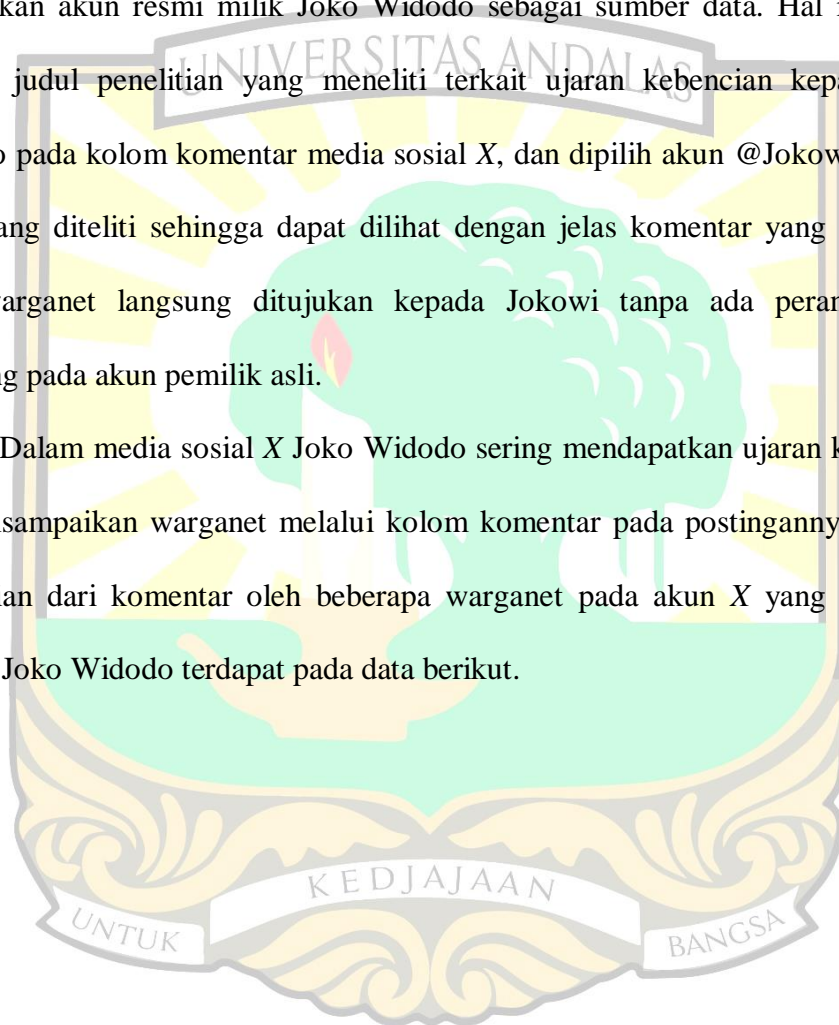 kan akun resmi milik Joko Widodo sebagai sumber data. Hal
UNIVERSITAS ANDALAS
judul penelitian yang meneliti terkait ujaran kebencian kepa
o pada kolom komentar media sosial X, dan dipilih akun @Jokow
ang diteliti sehingga dapat dilihat dengan jelas komentar yang
varganet langsung ditujukan kepada Jokowi tanpa ada peran
g pada akun pemilik asli.
Dalam media sosial X Joko Widodo sering mendapatkan ujaran k
sampaikan warganet melalui kolom komentar pada postinganny
an dari komentar oleh beberapa warganet pada akun X yang
Joko Widodo terdapat pada data berikut.
UNTUK KEDJAJAAN BANGSA